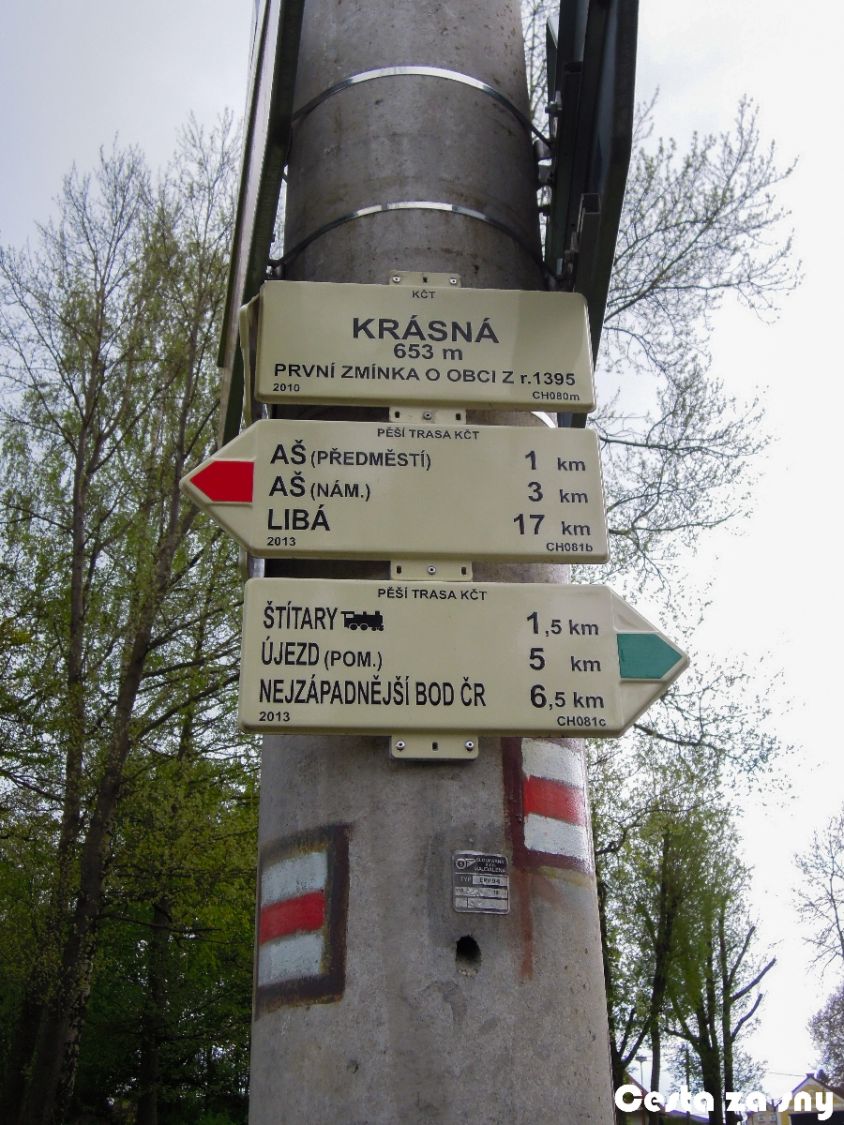 KČT
KRÁSNÁ
653 m
PRVNÍ ZMÍNKA O OBCI Z r.1395
2010 CH080m
PĚŠÍ TRASA KČT
AŠ (PŘEDMĚSTÍ) 1 km
AŠ (NÁM.) 3 km
LIBÁ 17 km
2013 CH081b
PĚŠÍ TRASA KČT
ŠTÍTARY 1,5 km
ÚJEZD (POM.) 5 km
NEJZÁPADNĚJŠÍ BOD ČR 6,5 km
2013 CH081c
TYP
Cesta za sny